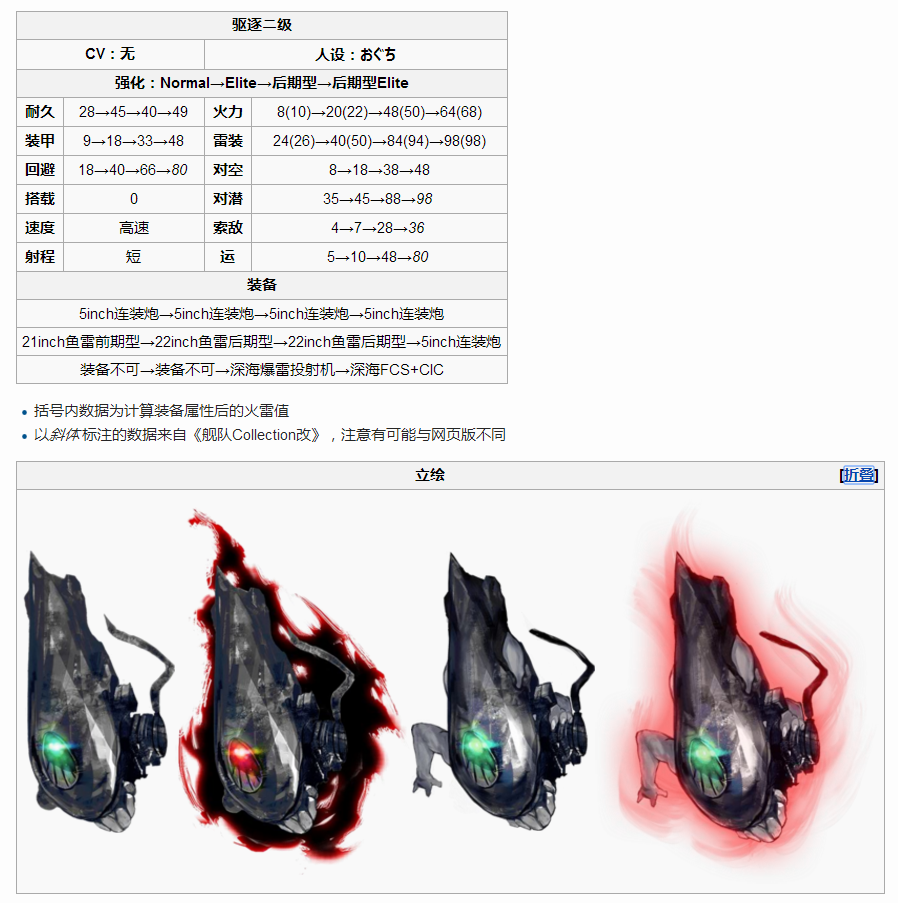 驱逐二级
CV：无 人设：おぐち
强化：Normal→Elite→后期型→后期型Elite
耐久 28→45→40→49 火力 8(10)→20(22)→48(50)→64(68)
装甲 9→18→33→48 雷装 24(26)→40(50)→84(94)→98(98)
回避 18→40→66→80 对空 8→18→38→48
搭载 0 对潜 35→45→88→98
速度 高速 索敌 4→7→28→36
射程 短 运 5→10→48→80
装备
5inch连装炮→5inch连装炮→5inch连装炮→5inch连装炮
21inch鱼雷前期型→22inch鱼雷后期型→22inch鱼雷后期型→5inch连装炮
装备不可→装备不可→深海爆雷投射机→深海FCS+CIC
括号内数据为计算装备属性后的火雷值
以斜体标注的数据来自《舰队Collection改》，注意有可能与网页版不同
立绘 [折叠]